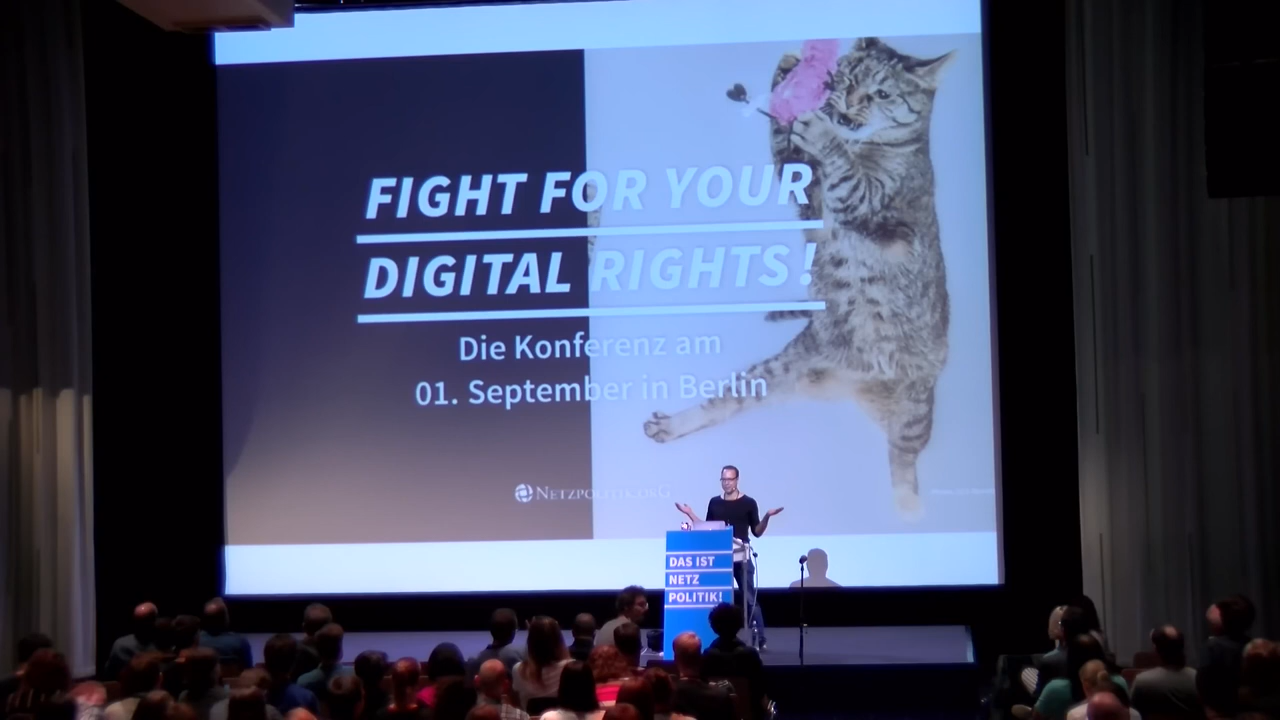 FIGHT FOR YOUR
DIGITAL RIGHTS!
Die Konferenz am
01. September in Berlin
NETZPOLITIK.ORG
DAS IST
NETZ
POLITIK!